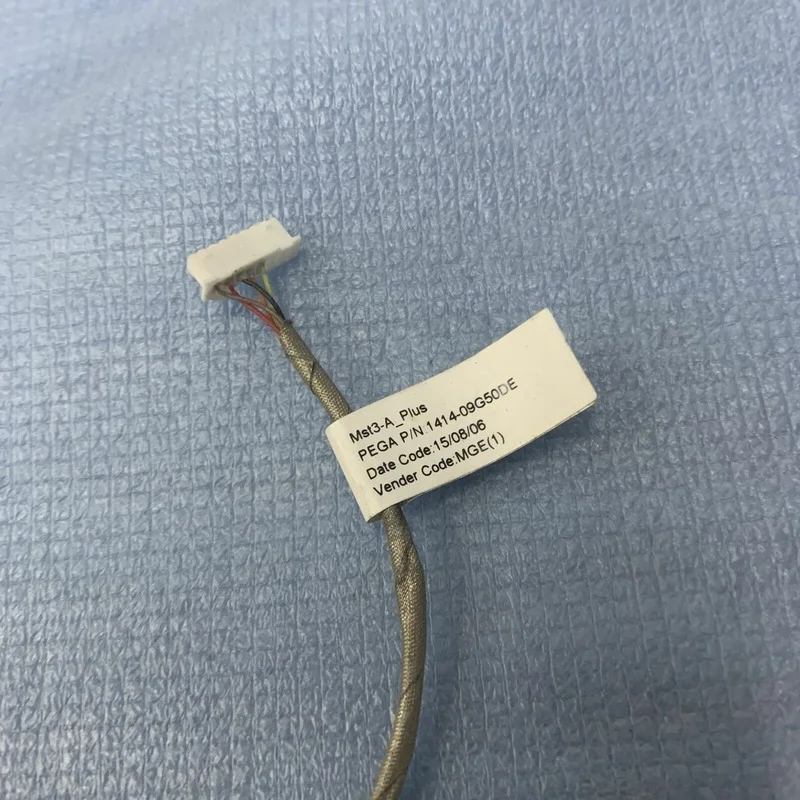 Mst3-A_Plus
PEGA P/N:1414-09G50DE
Date Code:15/08/06
Vender Code:MGE(1)